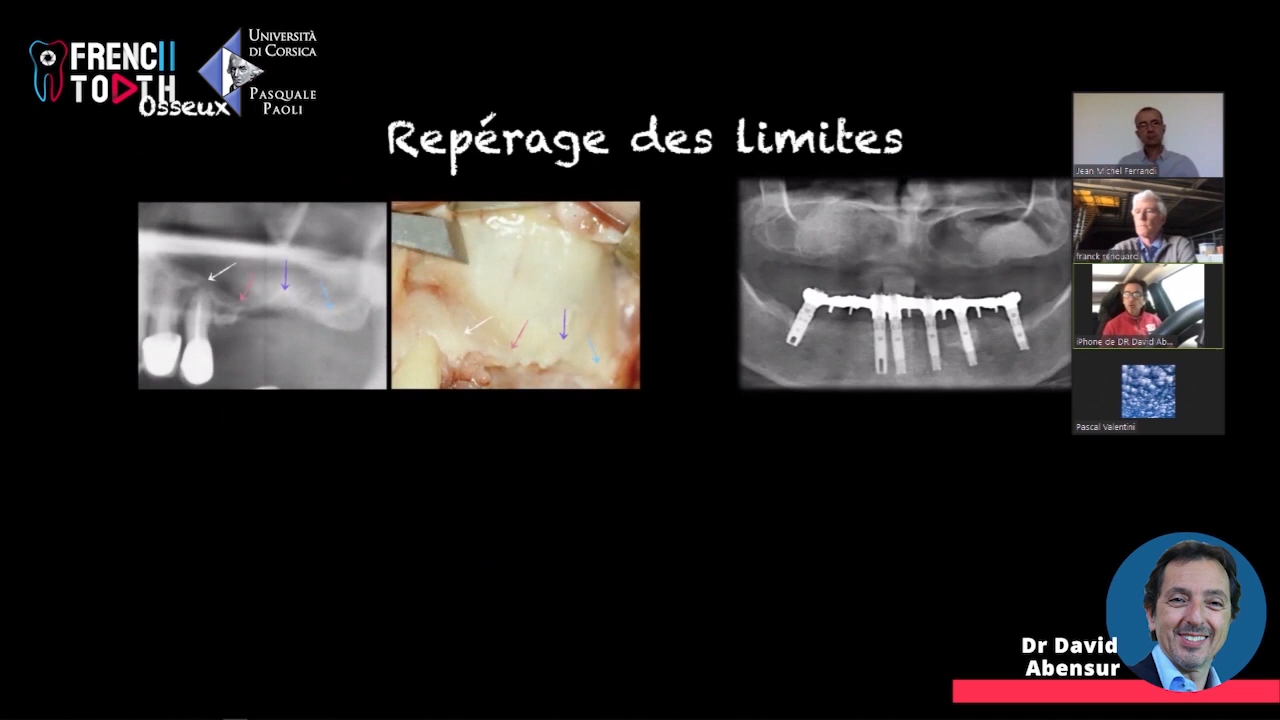 FRENCH
TOOTH
UNIVERSITÀ
DI CORSICA
PASQUALE
PAOLI
Osseux
Repérage des limites
Jean Michel Ferrandi
franck renouard
iPhone de DR David Ab...
Pascal Valentini
Dr David
Abensur